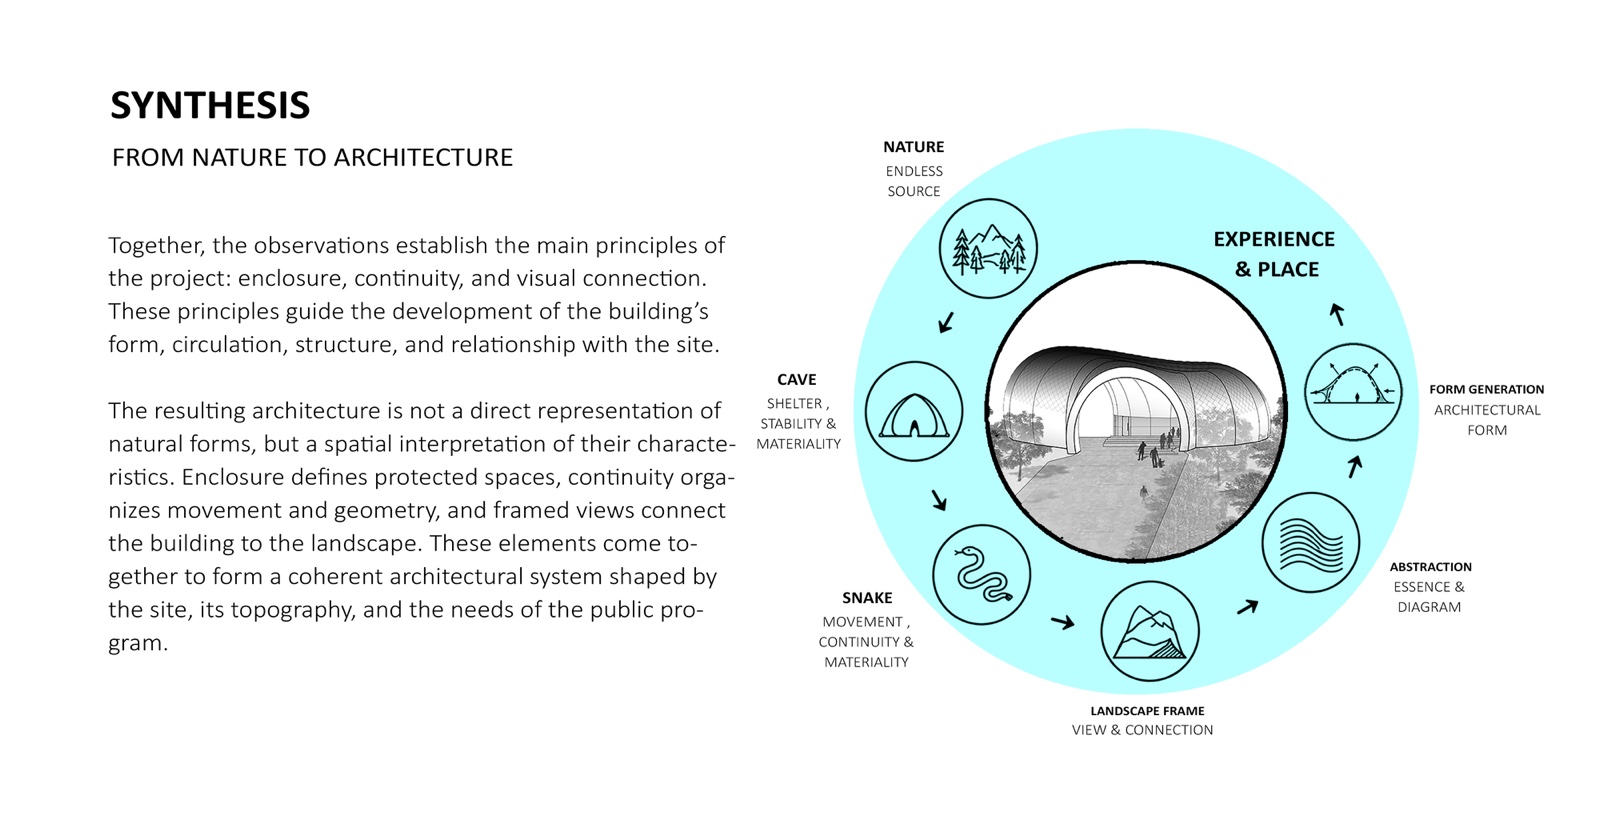 SYNTHESIS
FROM NATURE TO ARCHITECTURE
Together, the observations establish the main principles of
the project: enclosure, continuity, and visual connection.
These principles guide the development of the building’s
form, circulation, structure, and relationship with the site.
The resulting architecture is not a direct representation of
natural forms, but a spatial interpretation of their characte-
ristics. Enclosure defines protected spaces, continuity orga-
nizes movement and geometry, and framed views connect
the building to the landscape. These elements come to-
gether to form a coherent architectural system shaped by
the site, its topography, and the needs of the public pro-
gram.
NATURE
ENDLESS
SOURCE
CAVE
SHELTER ,
STABILITY &
MATERIALITY
SNAKE
MOVEMENT ,
CONTINUITY &
MATERIALITY
LANDSCAPE FRAME
VIEW & CONNECTION
ABSTRACTION
ESSENCE &
DIAGRAM
FORM GENERATION
ARCHITECTURAL
FORM
EXPERIENCE
& PLACE